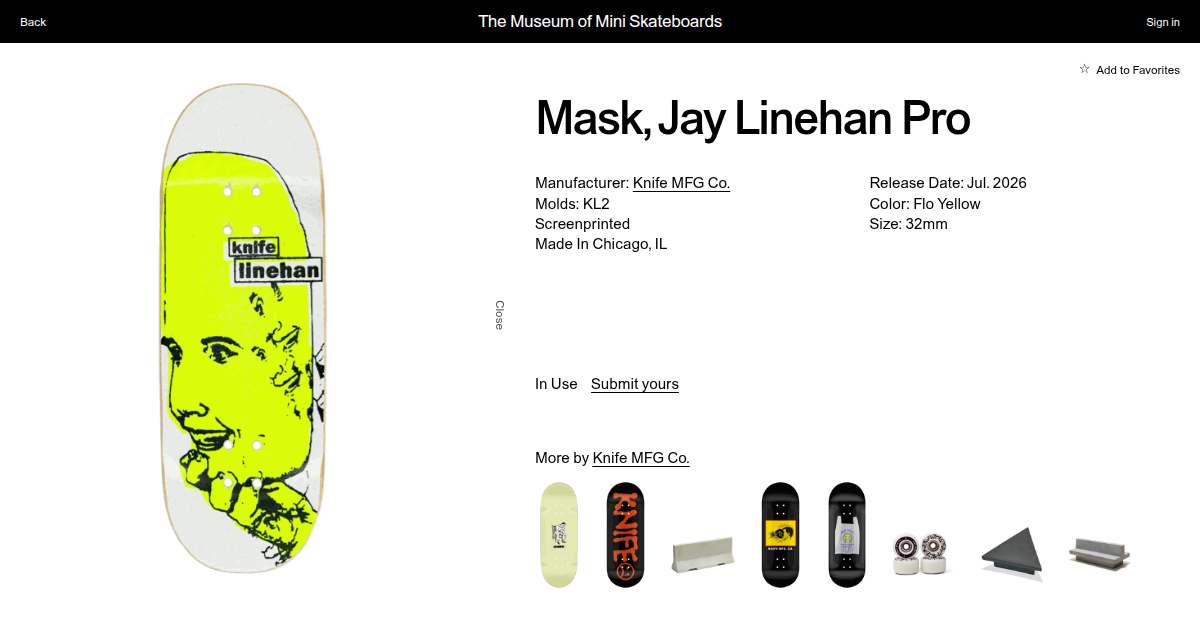 Back
The Museum of Mini Skateboards
Sign in
☆ Add to Favorites
Mask, Jay Linehan Pro
Manufacturer: Knife MFG Co.
Molds: KL2
Screenprinted
Made In Chicago, IL
Release Date: Jul. 2026
Color: Flo Yellow
Size: 32mm
knife
linehan
Close
In Use Submit yours
More by Knife MFG Co.
KNIFE